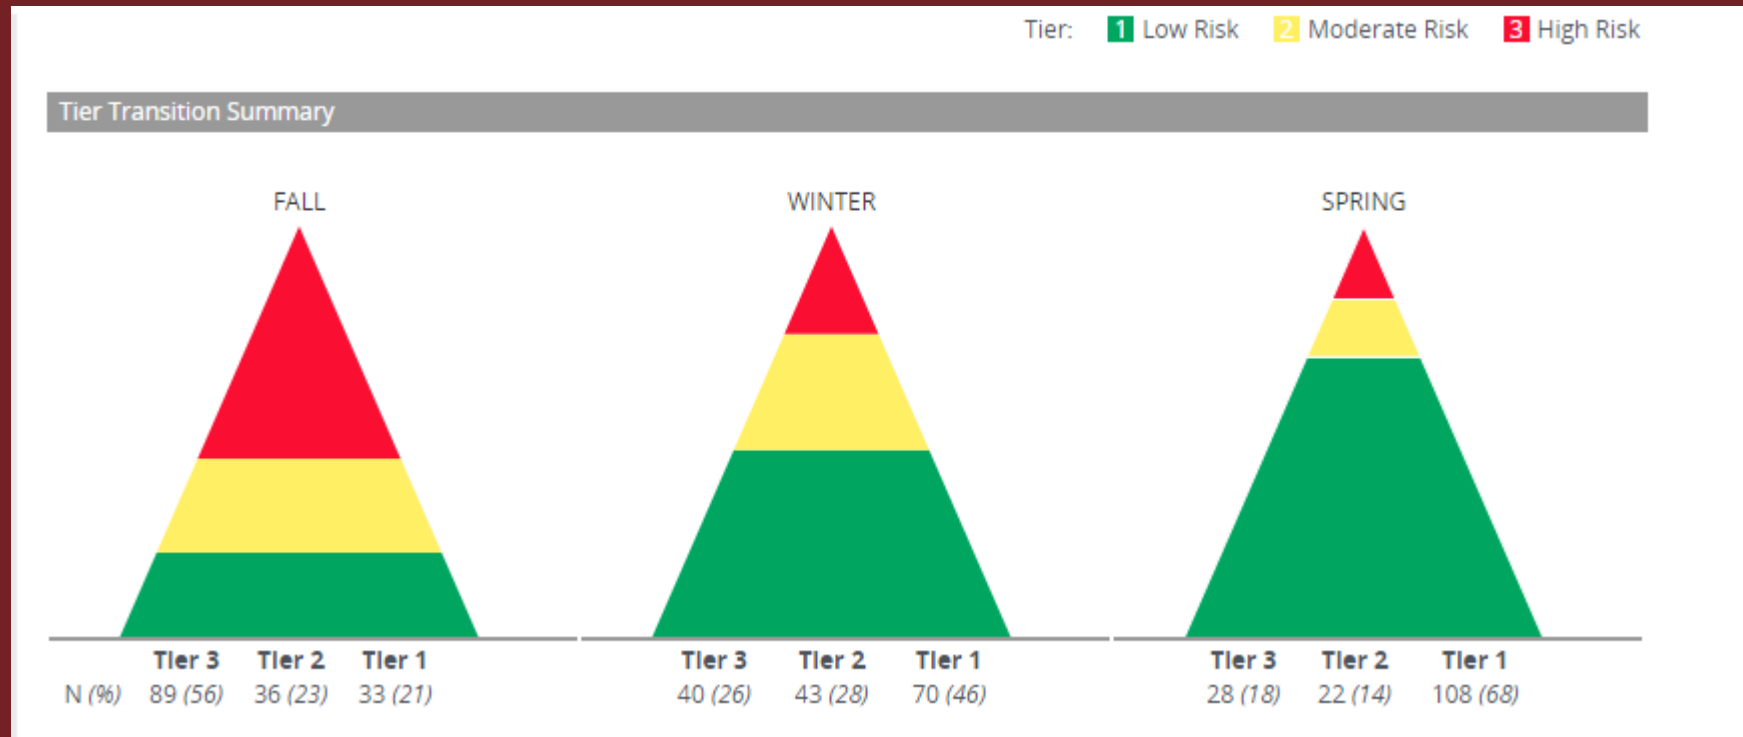 Tier: 1 Low Risk 2 Moderate Risk 3 High Risk
Tier Transition Summary
FALL WINTER SPRING
Tier 3 Tier 2 Tier 1 Tier 3 Tier 2 Tier 1 Tier 3 Tier 2 Tier 1
N (%) 89 (56) 36 (23) 33 (21) 40 (26) 43 (28) 70 (46) 28 (18) 22 (14) 108 (68)